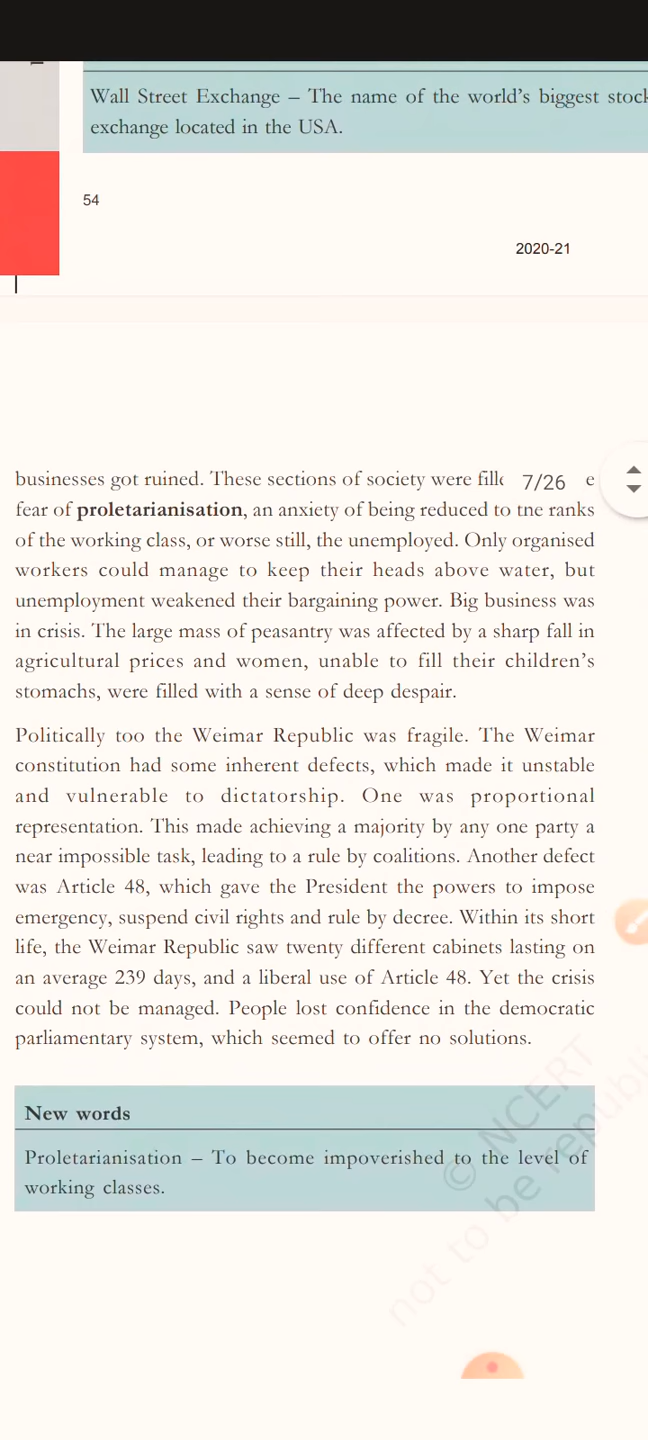 Wall Street Exchange – The name of the world's biggest stock
exchange located in the USA.
54
2020-21
businesses got ruined. These sections of society were
7/26
fear of proletarianisation, an anxiety of being reduced to the ranks
of the working class, or worse still, the unemployed. Only organised
workers could manage to keep their heads above water, but
unemployment weakened their bargaining power. Big business was
in crisis. The large mass of peasantry was affected by a sharp fall in
agricultural prices and women, unable to fill their children's
stomachs, were filled with a sense of deep despair.
Politically too the Weimar Republic was fragile. The Weimar
constitution had some inherent defects, which made it unstable
and vulnerable to dictatorship. One was proportional
representation. This made achieving a majority by any one party a
near impossible task, leading to a rule by coalitions. Another defect
was Article 48, which gave the President the powers to impose
emergency, suspend civil rights and rule by decree. Within its short
life, the Weimar Republic saw twenty different cabinets lasting on
an average 239 days, and a liberal use of Article 48. Yet the crisis
could not be managed. People lost confidence in the democratic
parliamentary system, which seemed to offer no solutions.
New words
Proletarianisation – To become impoverished to the level of
working classes.
© NCERT
not to be republi